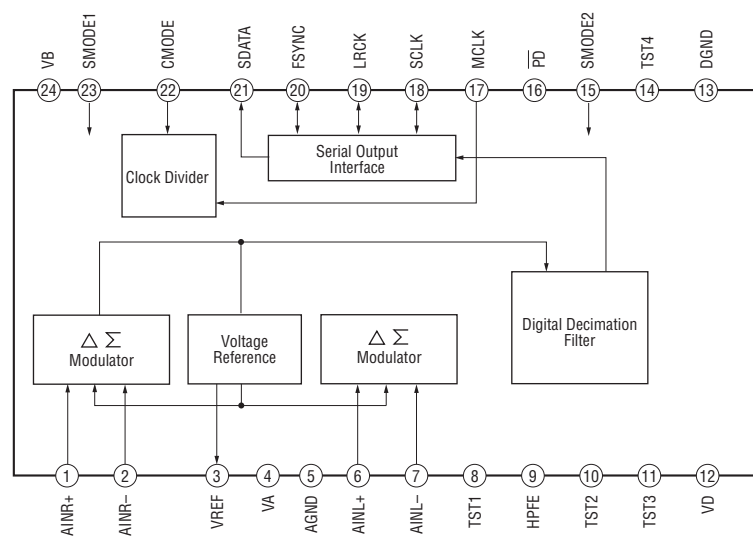 VB
SMODE1
CMODE
SDATA
FSYNC
LRCK
SCLK
MCLK
PD
SMODE2
TST4
DGND
24
23
22
21
20
19
18
17
16
15
14
13
Clock Divider
Serial Output
Interface
Δ Σ
Modulator
Voltage
Reference
Δ Σ
Modulator
Digital Decimation
Filter
1
2
3
4
5
6
7
8
9
10
11
12
AINR+
AINR−
VREF
VA
AGND
AINL+
AINL−
TST1
HPFE
TST2
TST3
VD